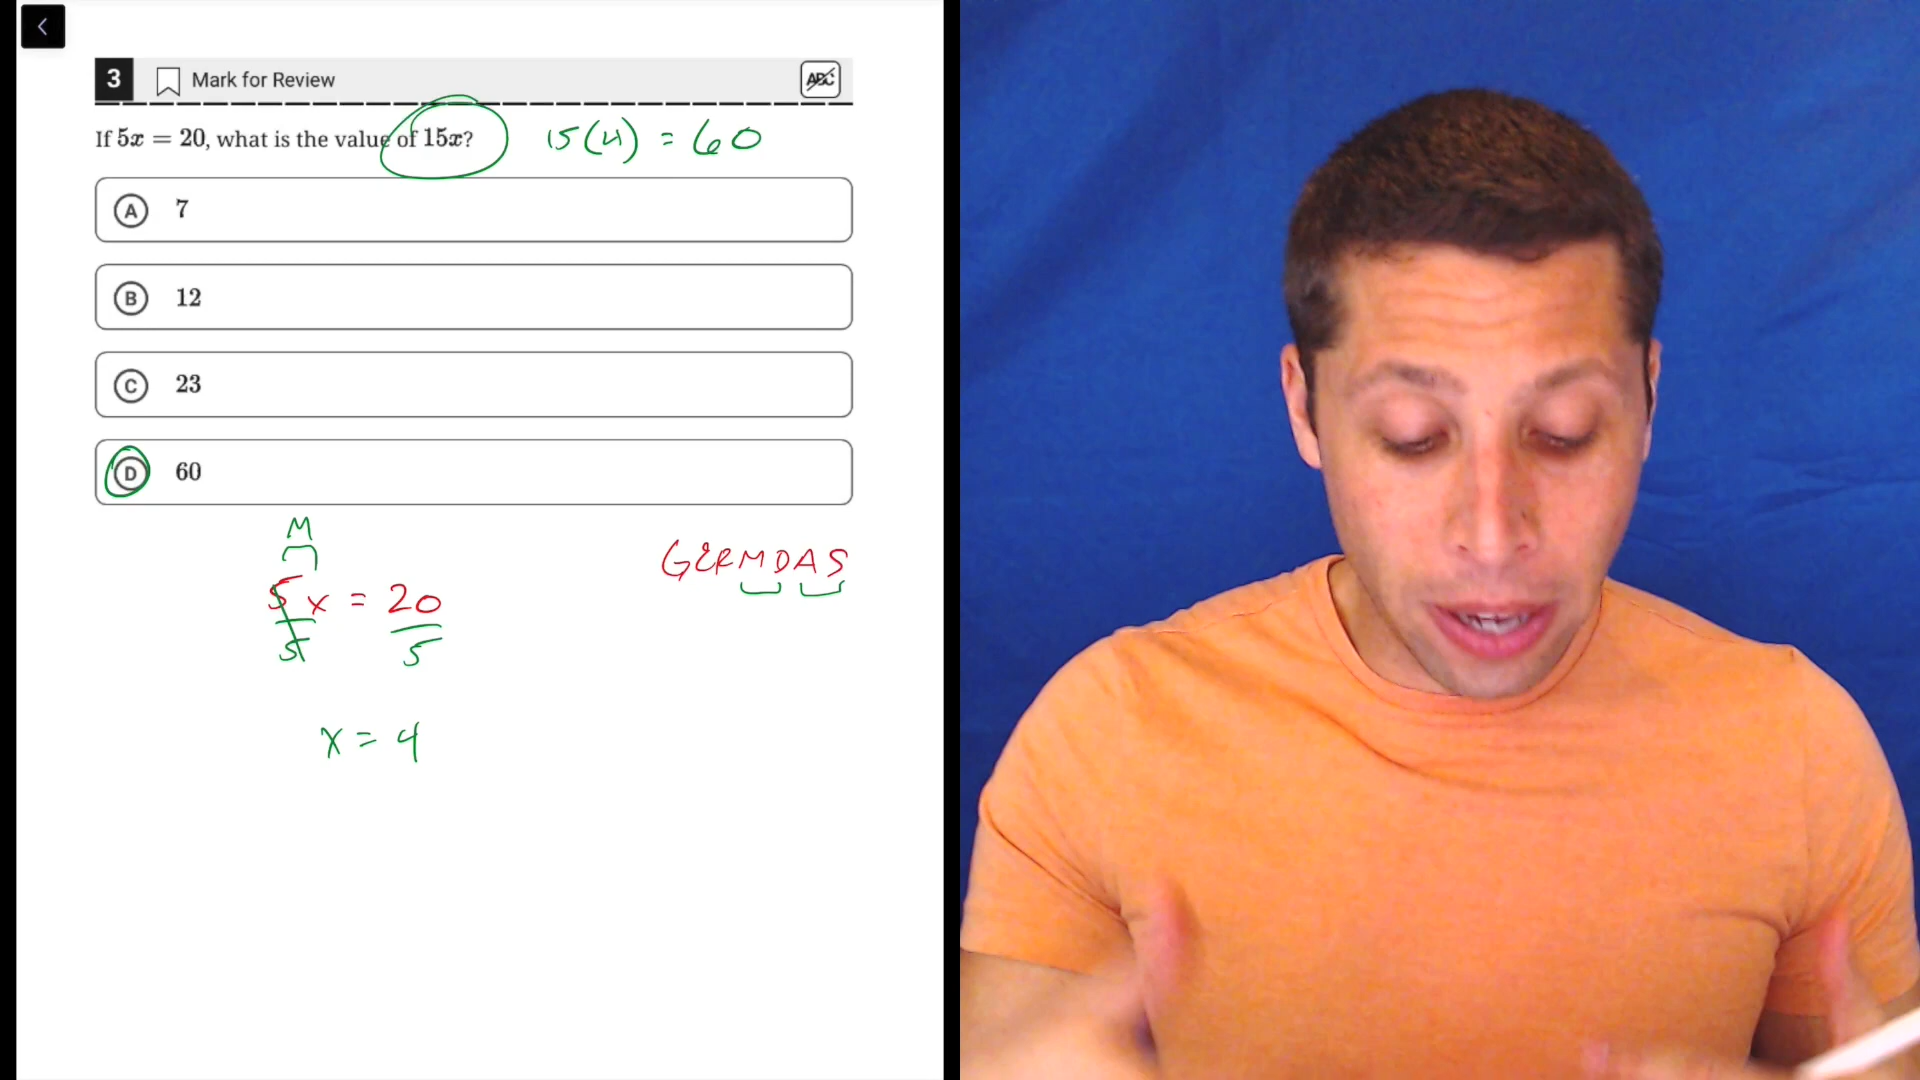 3 Mark for Review ABC
If 5x = 20, what is the value of 15x? 15(4) = 60
A 7
B 12
C 23
D 60
M
GERMDAS
5x = 20
5 5
x = 4